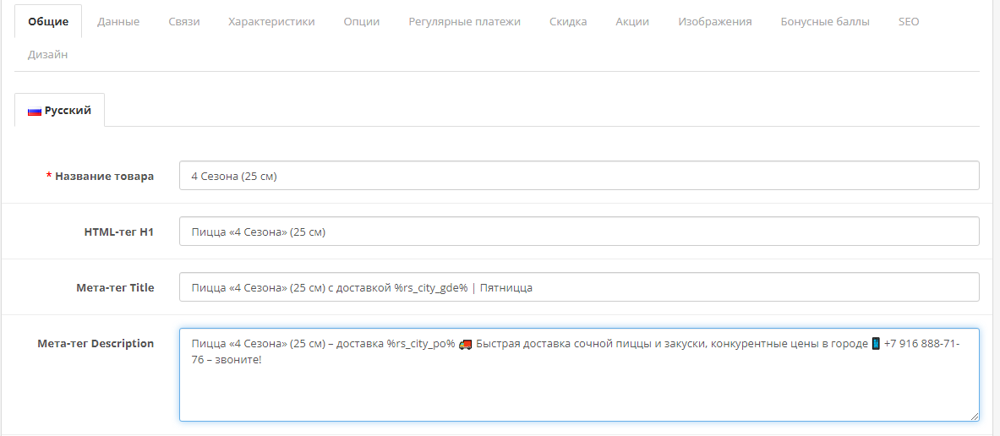 Общие Данные Связи Характеристики Опции Регулярные платежи Скидка Акции Изображения Бонусные баллы SEO
Дизайн
Русский
* Название товара 4 Сезона (25 см)
HTML-тег H1 Пицца «4 Сезона» (25 см)
Мета-тег Title Пицца «4 Сезона» (25 см) с доставкой %rs_city_gde% | Пятницца
Мета-тег Description Пицца «4 Сезона» (25 см) – доставка %rs_city_po% 🚚 Быстрая доставка сочной пиццы и закуски, конкурентные цены в городе 📱 +7 916 888-71-
76 – звоните!